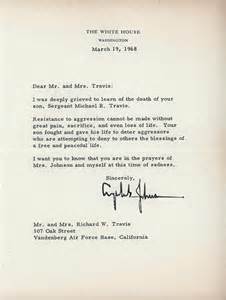 THE WHITE HOUSE
WASHINGTON
March 19, 1968
Dear Mr. and Mrs. Travis:
I was deeply grieved to learn of the death of your
son, Sergeant Michael R. Travis.
Resistance to aggression cannot be made without
great pain, sacrifice, and even loss of life. Your
son fought and gave his life to deter aggressors
who are attempting to deny to others the blessings of
a free and peaceful life.
I want you to know that you are in the prayers of
Mrs. Johnson and myself at this time of sadness.
Sincerely,
Mr. and Mrs. Richard W. Travis
107 Oak Street
Vandenberg Air Force Base, California